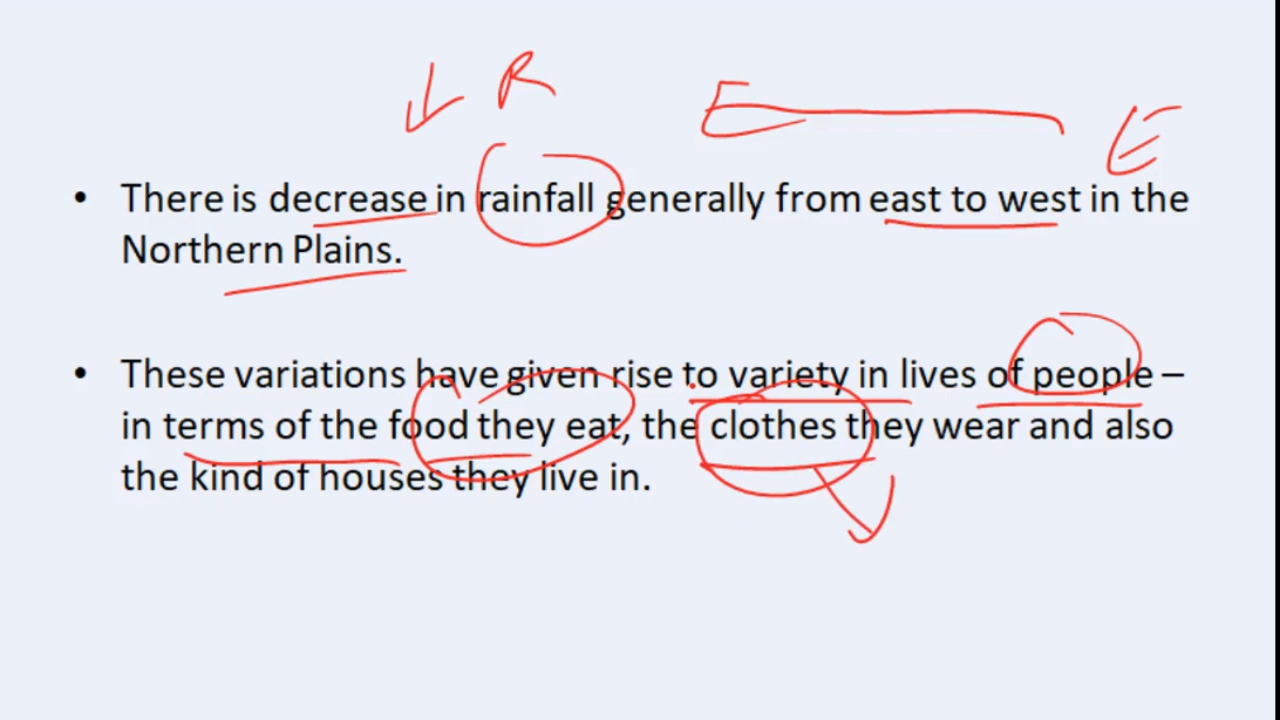 R E
• There is decrease in rainfall generally from east to west in the
Northern Plains.
• These variations have given rise to variety in lives of people –
in terms of the food they eat, the clothes they wear and also
the kind of houses they live in.